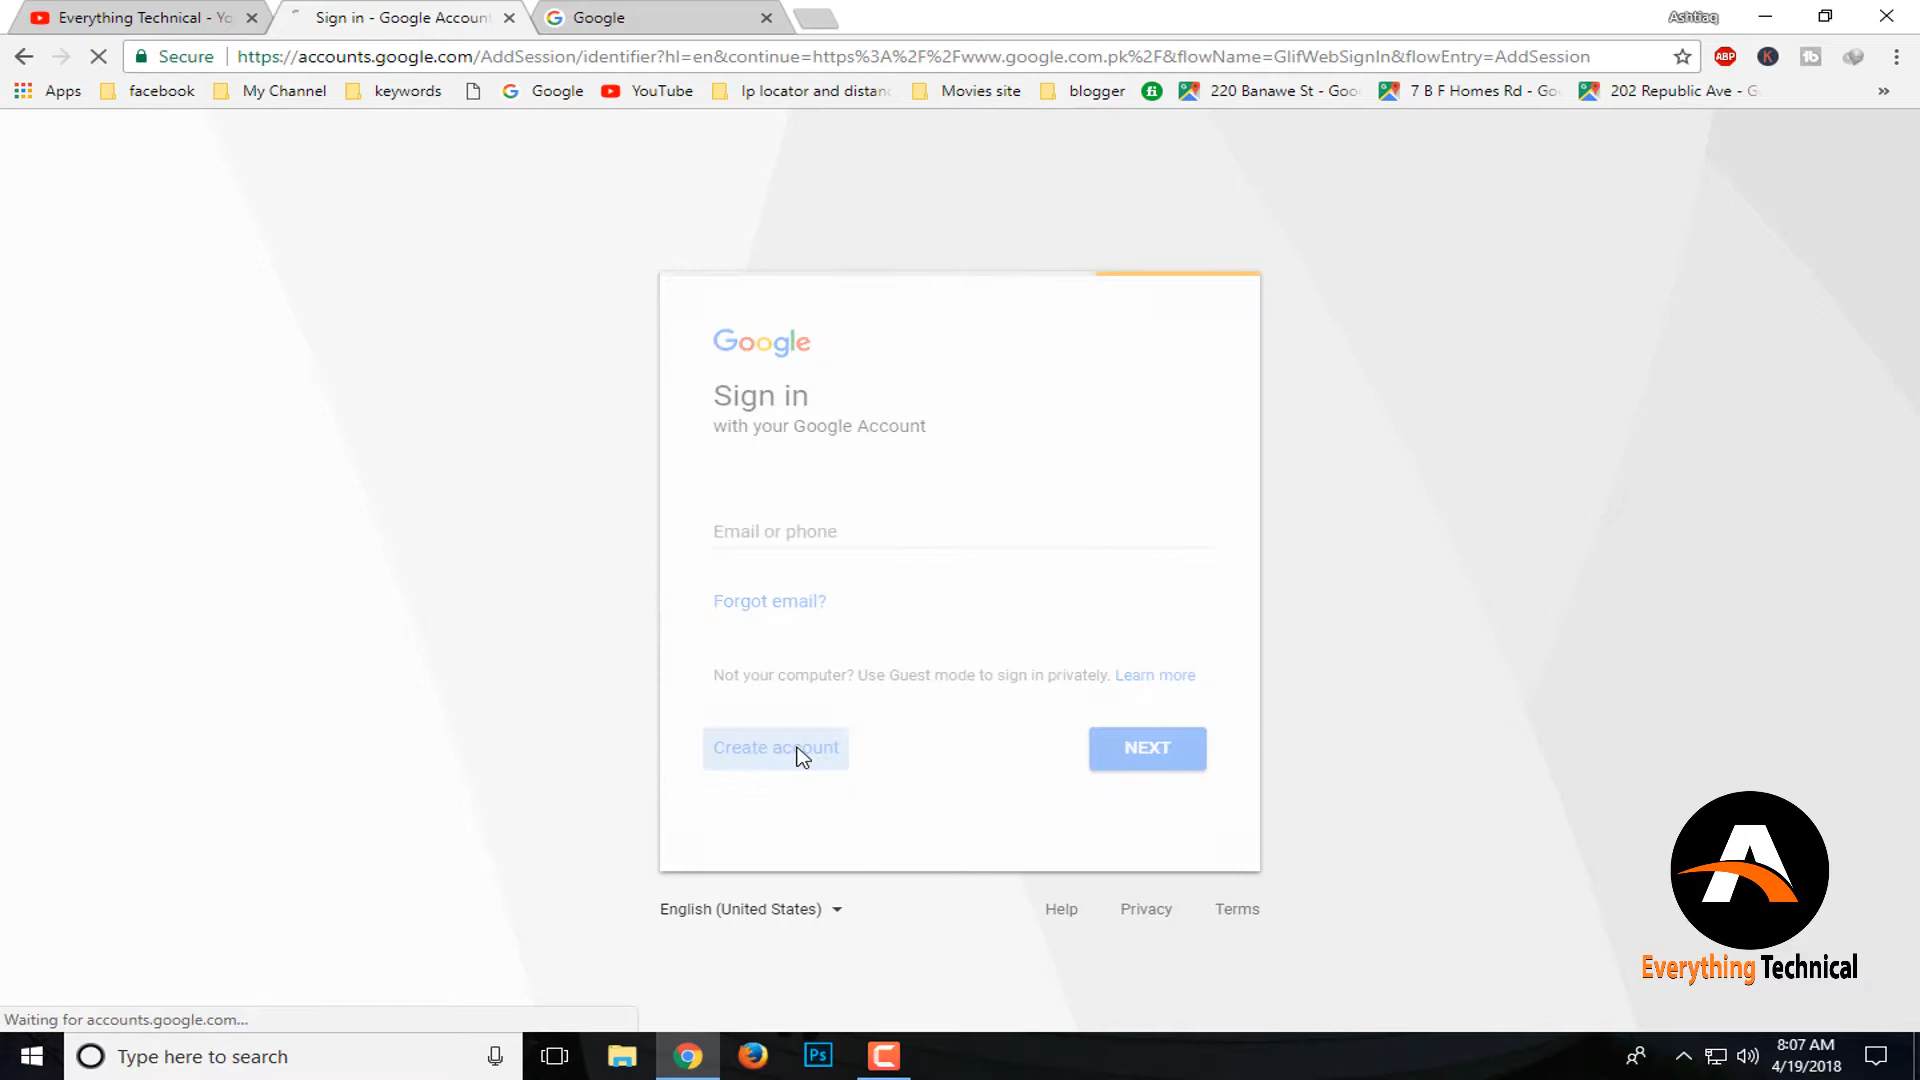 Everything Technical - Yo
Sign in - Google Accoun
Google
Ashtiaq
Secure
https://accounts.google.com/AddSession/identifier?hl=en&continue=https%3A%2F%2Fwww.google.com.pk%2F&flowName=GlifWebSignIn&flowEntry=AddSession
ABP
K
tb
Apps
facebook
My Channel
keywords
Google
YouTube
Ip locator and distanc
Movies site
blogger
fi
220 Banawe St - Goo
7 B F Homes Rd - Go
202 Republic Ave - G
»
Google
Sign in
with your Google Account
Email or phone
Forgot email?
Not your computer? Use Guest mode to sign in privately. Learn more
Create account
NEXT
English (United States)
Help
Privacy
Terms
Everything Technical
Waiting for accounts.google.com...
Type here to search
Ps
8:07 AM
4/19/2018